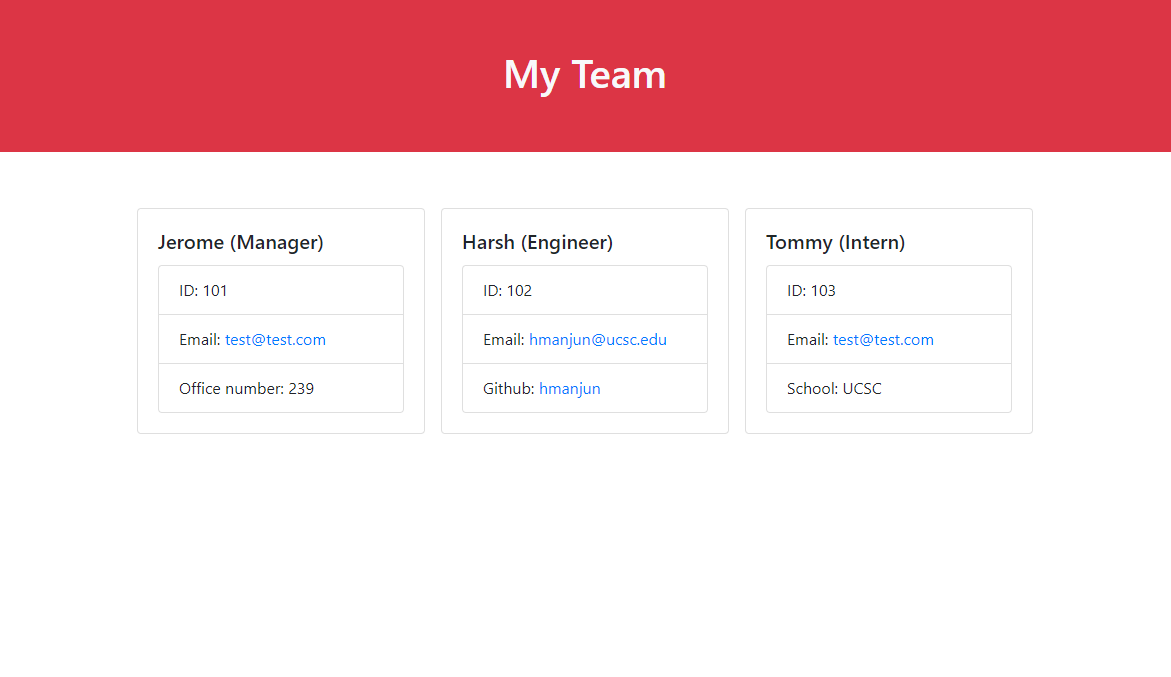 My Team
Jerome (Manager)
ID: 101
Email: test@test.com
Office number: 239
Harsh (Engineer)
ID: 102
Email: hmanjun@ucsc.edu
Github: hmanjun
Tommy (Intern)
ID: 103
Email: test@test.com
School: UCSC